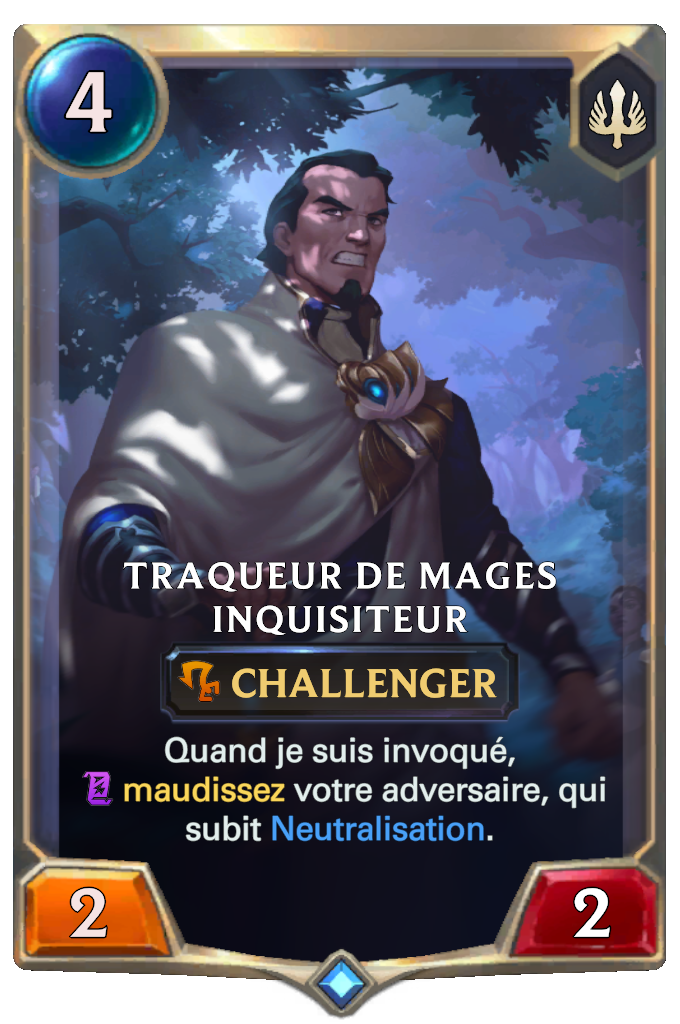 4
TRAQUEUR DE MAGES
INQUISITEUR
CHALLENGER
Quand je suis invoqué,
maudissez votre adversaire, qui
subit Neutralisation.
2
2